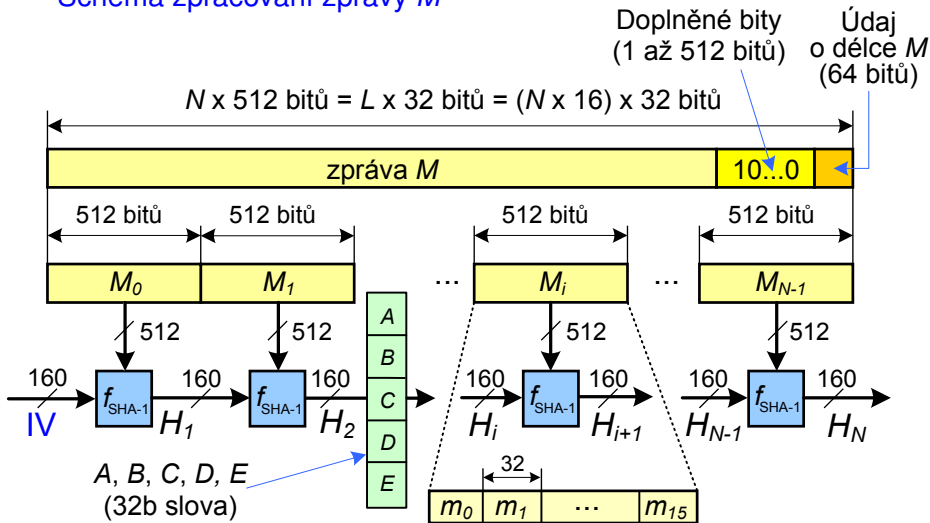 Schéma zpracování zprávy M
Doplněné bity
(1 až 512 bitů)
Údaj
o délce M
(64 bitů)
N x 512 bitů = L x 32 bitů = (N x 16) x 32 bitů
zpráva M
10...0
512 bitů
512 bitů
512 bitů
512 bitů
M0
M1
...
Mi
...
MN-1
512
512
512
512
A
B
C
D
E
160
fSHA-1
160
fSHA-1
160
160
fSHA-1
160
160
fSHA-1
160
IV
H1
H2
Hi
Hi+1
HN-1
HN
A, B, C, D, E
(32b slova)
32
m0
m1
...
m15